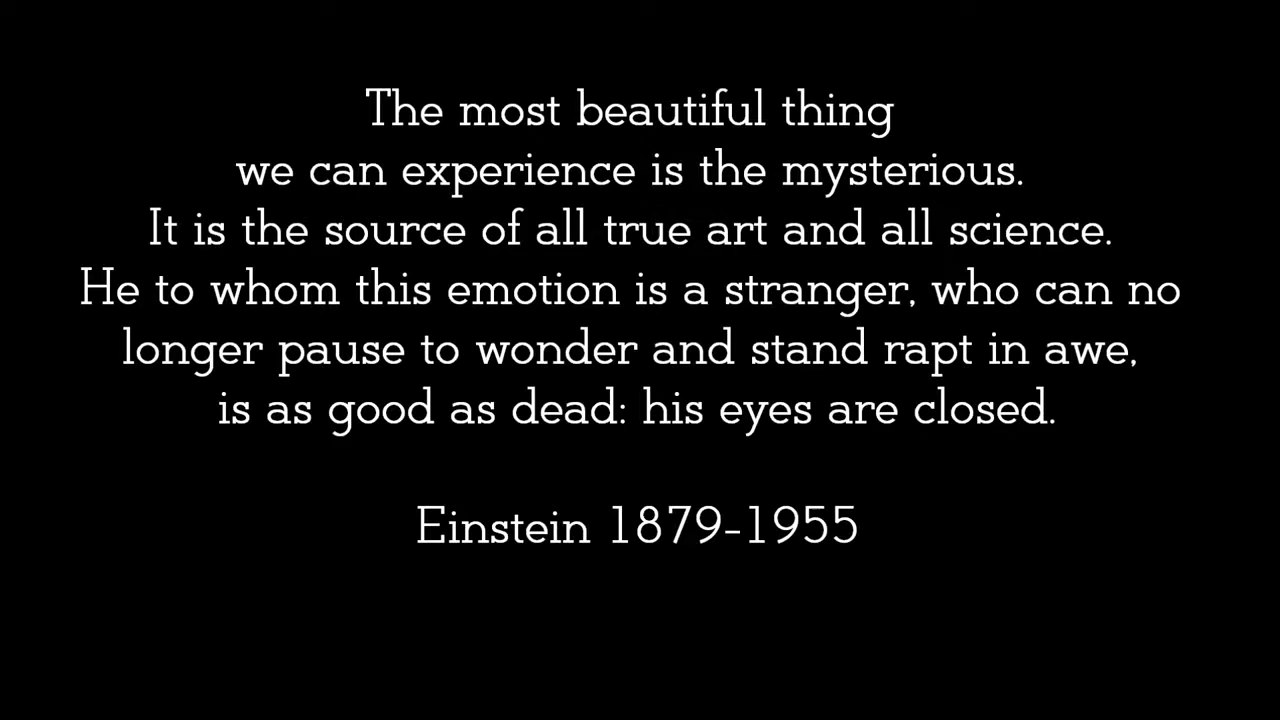 The most beautiful thing
we can experience is the mysterious.
It is the source of all true art and all science.
He to whom this emotion is a stranger, who can no
longer pause to wonder and stand rapt in awe,
is as good as dead: his eyes are closed.
Einstein 1879-1955